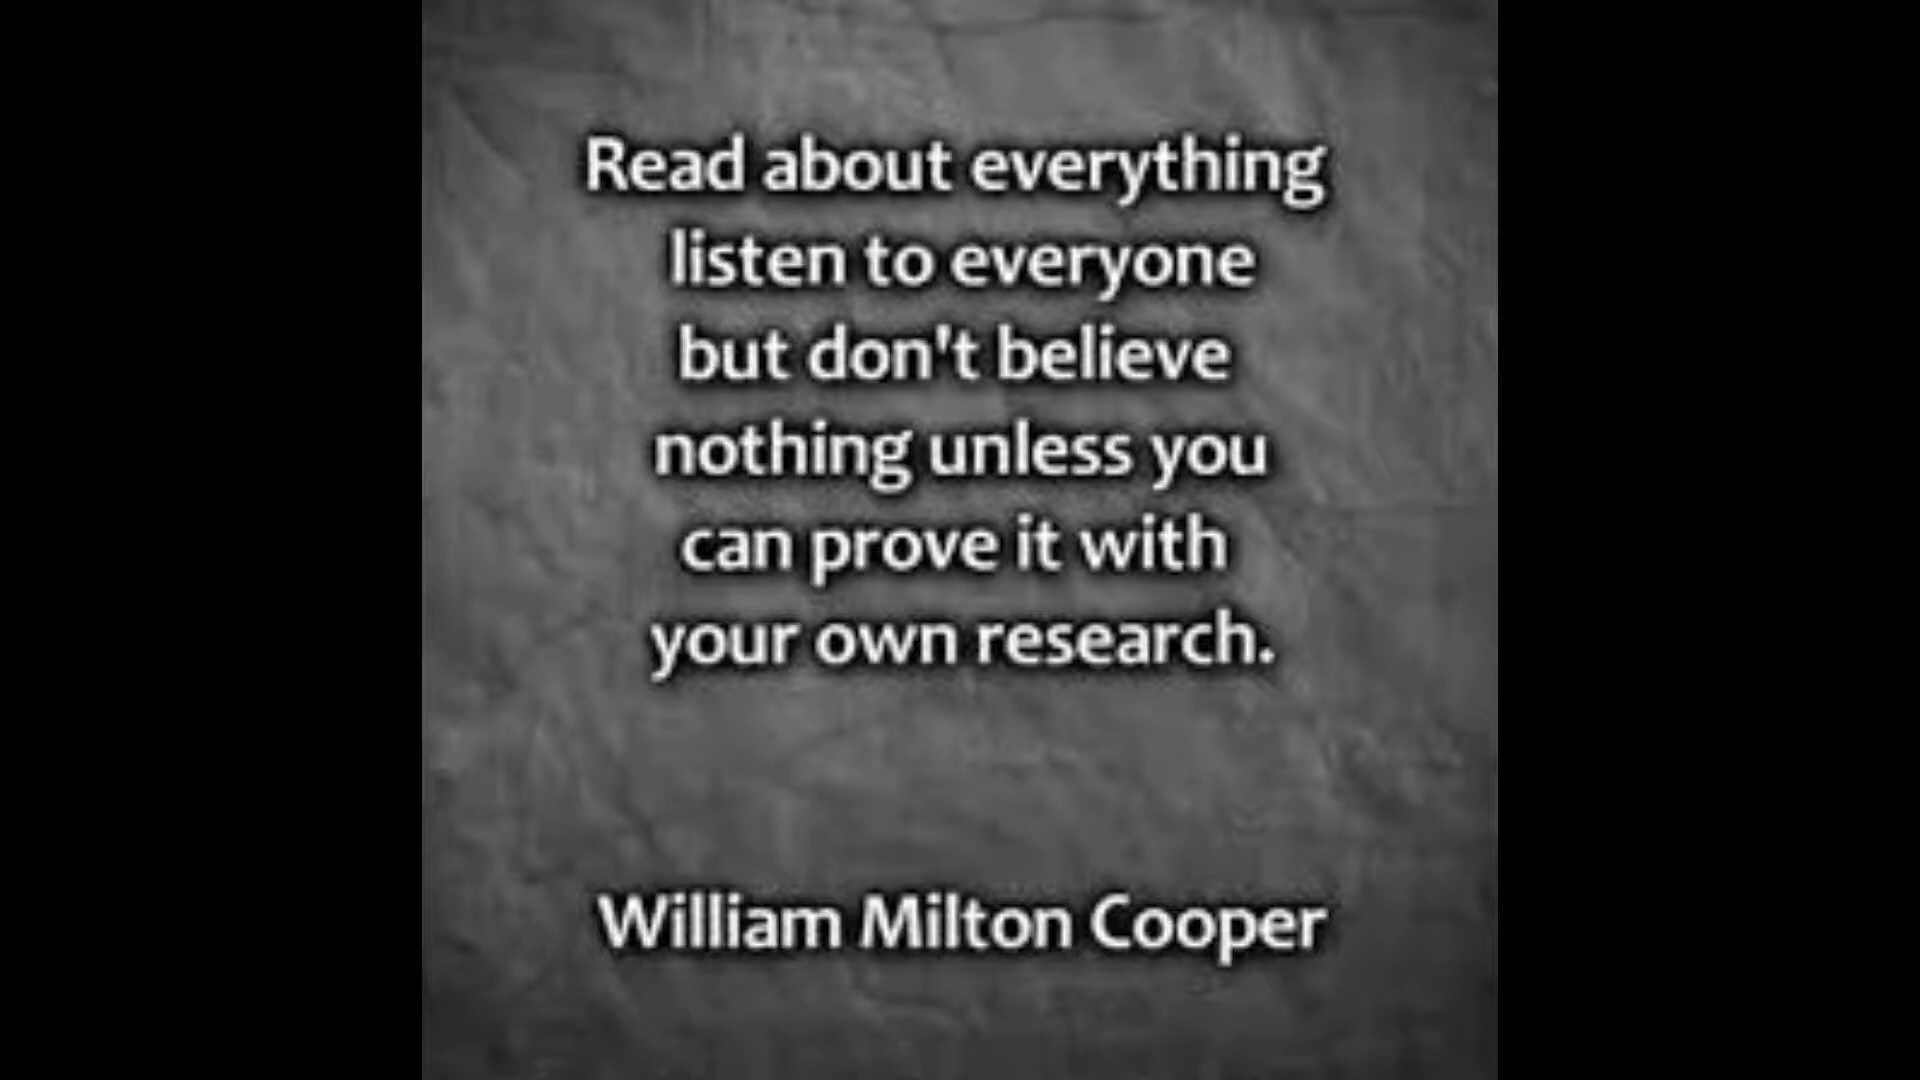 Read about everything
listen to everyone
but don't believe
nothing unless you
can prove it with
your own research.
William Milton Cooper